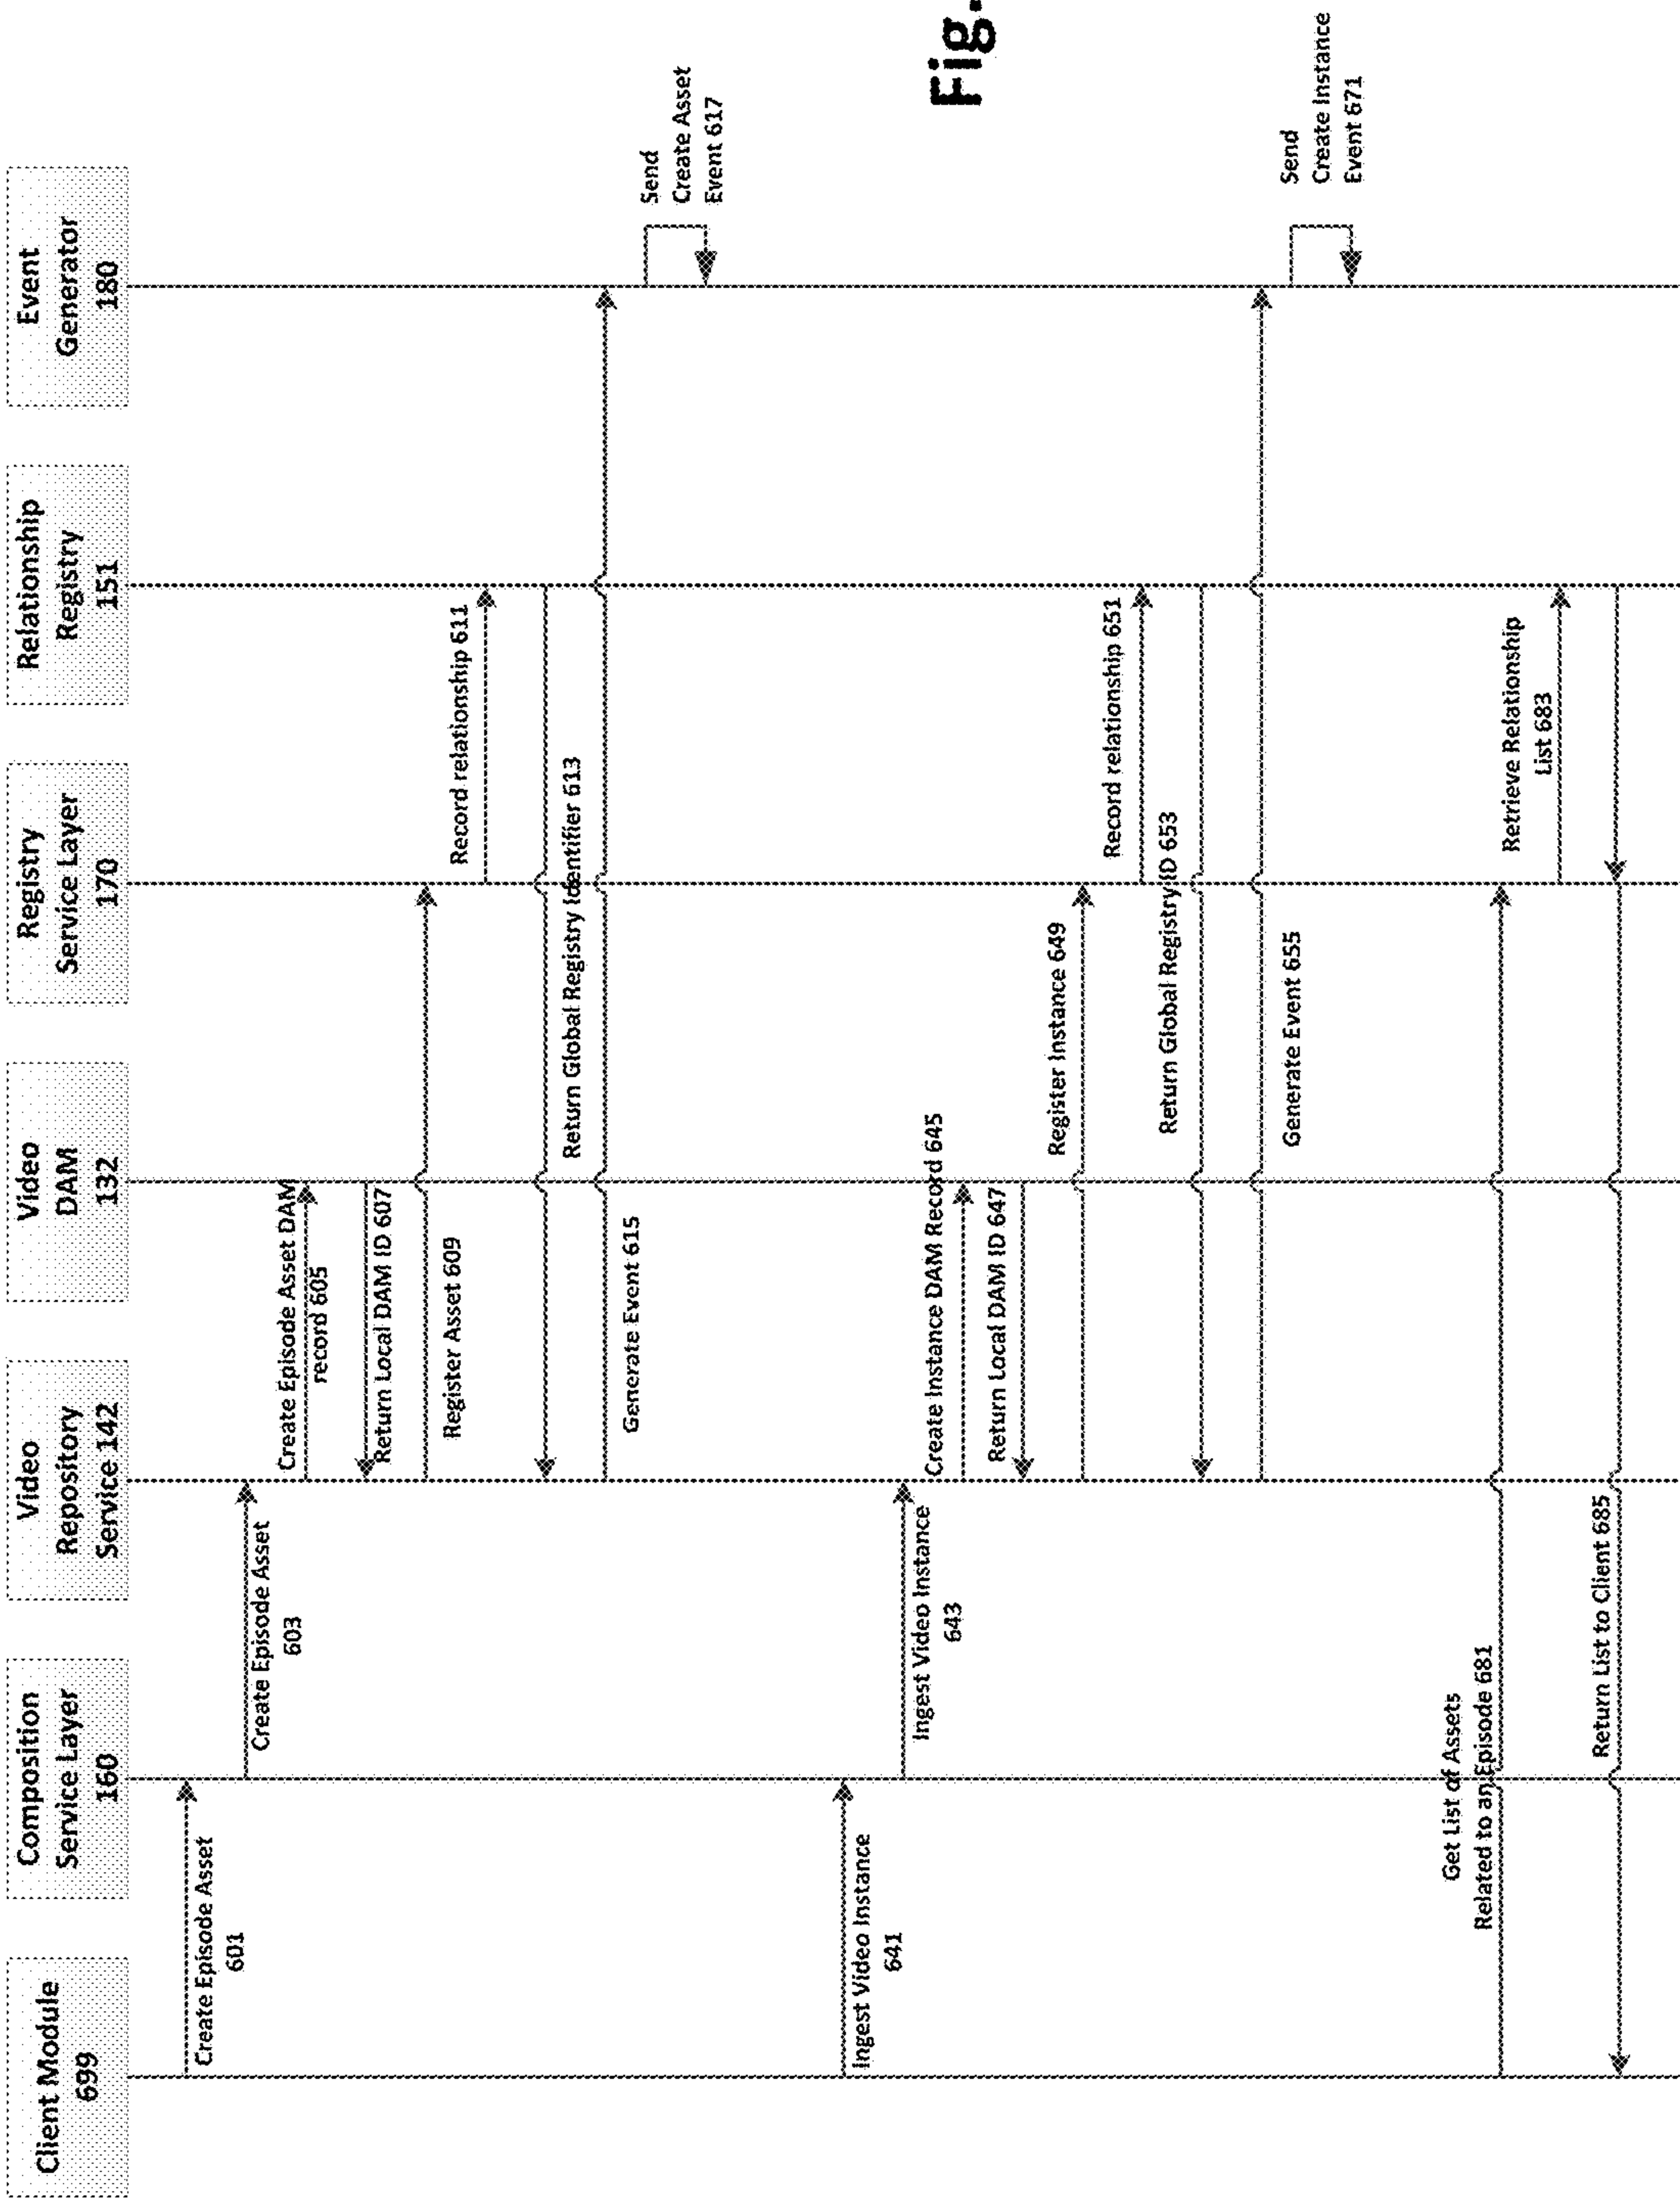 Client Module
699
Composition
Service Layer
160
Video
Repository
Service 142
Video
DAM
132
Registry
Service Layer
170
Relationship
Registry
151
Event
Generator
180
Create Episode Asset
601
Create Episode Asset
603
Create Episode Asset DAM
record 605
Return Local DAM ID 607
Register Asset 609
Record relationship 611
Return Global Registry Identifier 613
Generate Event 615
Send
Create Asset
Event 617
Ingest Video Instance
641
Ingest Video Instance
643
Create Instance DAM Record 645
Return Local DAM ID 647
Register Instance 649
Record relationship 651
Return Global Registry ID 653
Generate Event 655
Send
Create Instance
Event 671
Get List of Assets
Related to an Episode 681
Retrieve Relationship
List 683
Return List to Client 685
Fig.